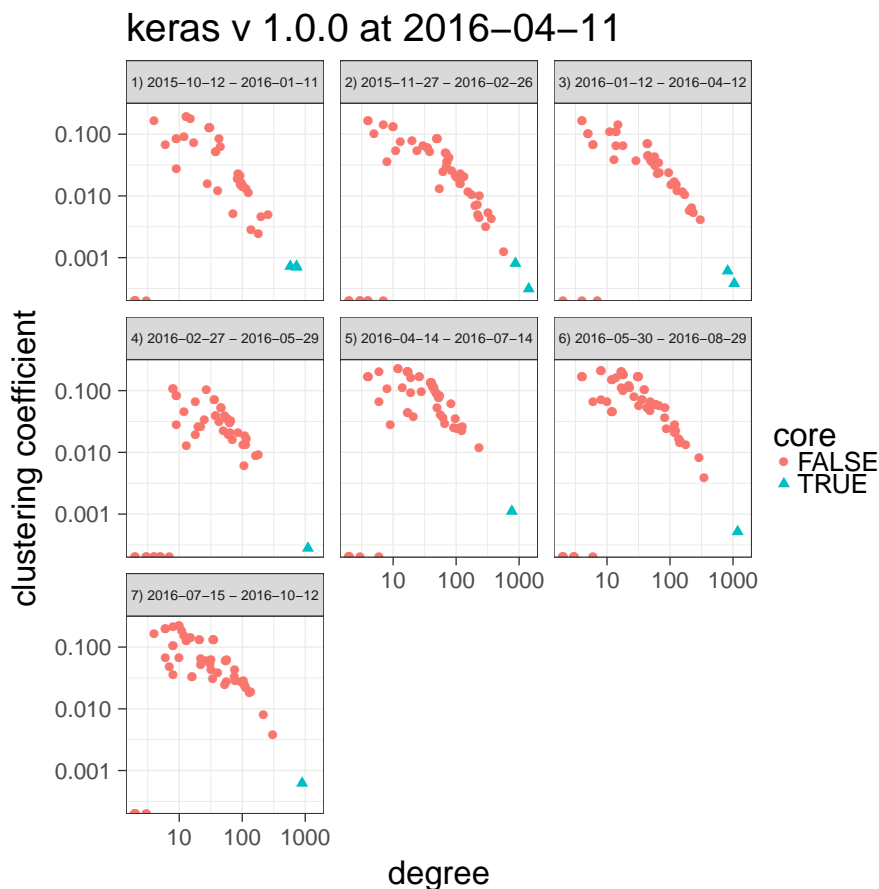 keras v 1.0.0 at 2016−04−11
1) 2015−10−12 − 2016−01−11
2) 2015−11−27 − 2016−02−26
3) 2016−01−12 − 2016−04−12
0.100
0.010
0.001
4) 2016−02−27 − 2016−05−29
5) 2016−04−14 − 2016−07−14
6) 2016−05−30 − 2016−08−29
0.100
0.010
0.001
10 100 1000
10 100 1000
7) 2016−07−15 − 2016−10−12
0.100
0.010
0.001
10 100 1000
degree
clustering coefficient
core
FALSE
TRUE